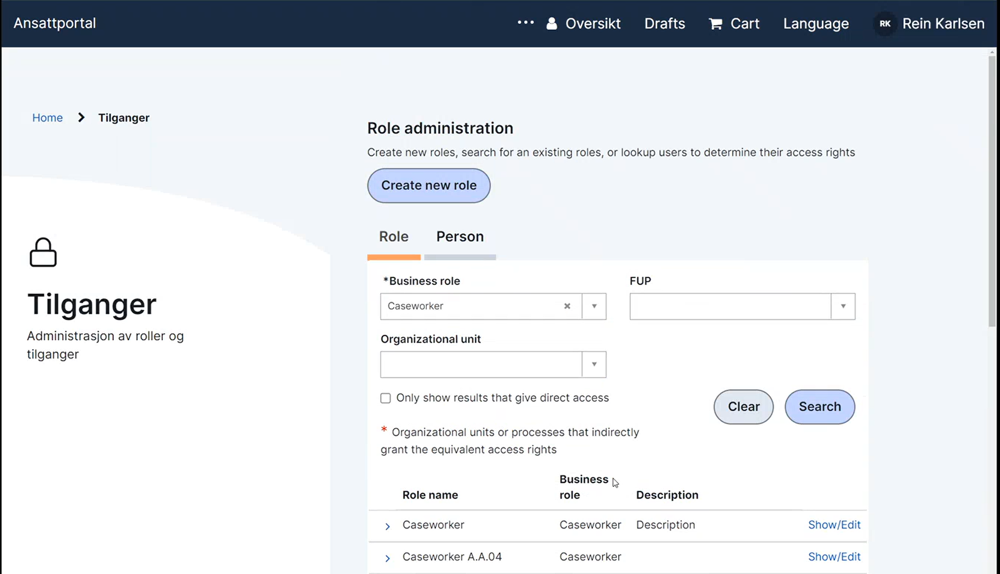 Ansattportal
••• Oversikt Drafts Cart Language RK Rein Karlsen
Home > Tilganger
Role administration
Create new roles, search for an existing roles, or lookup users to determine their access rights
Create new role
Role Person
Tilganger
Administrasjon av roller og
tilganger
*Business role FUP
Caseworker
Organizational unit
Only show results that give direct access
Clear Search
* Organizational units or processes that indirectly
grant the equivalent access rights
Role name Business role Description
Caseworker Caseworker Description Show/Edit
Caseworker A.A.04 Caseworker Show/Edit